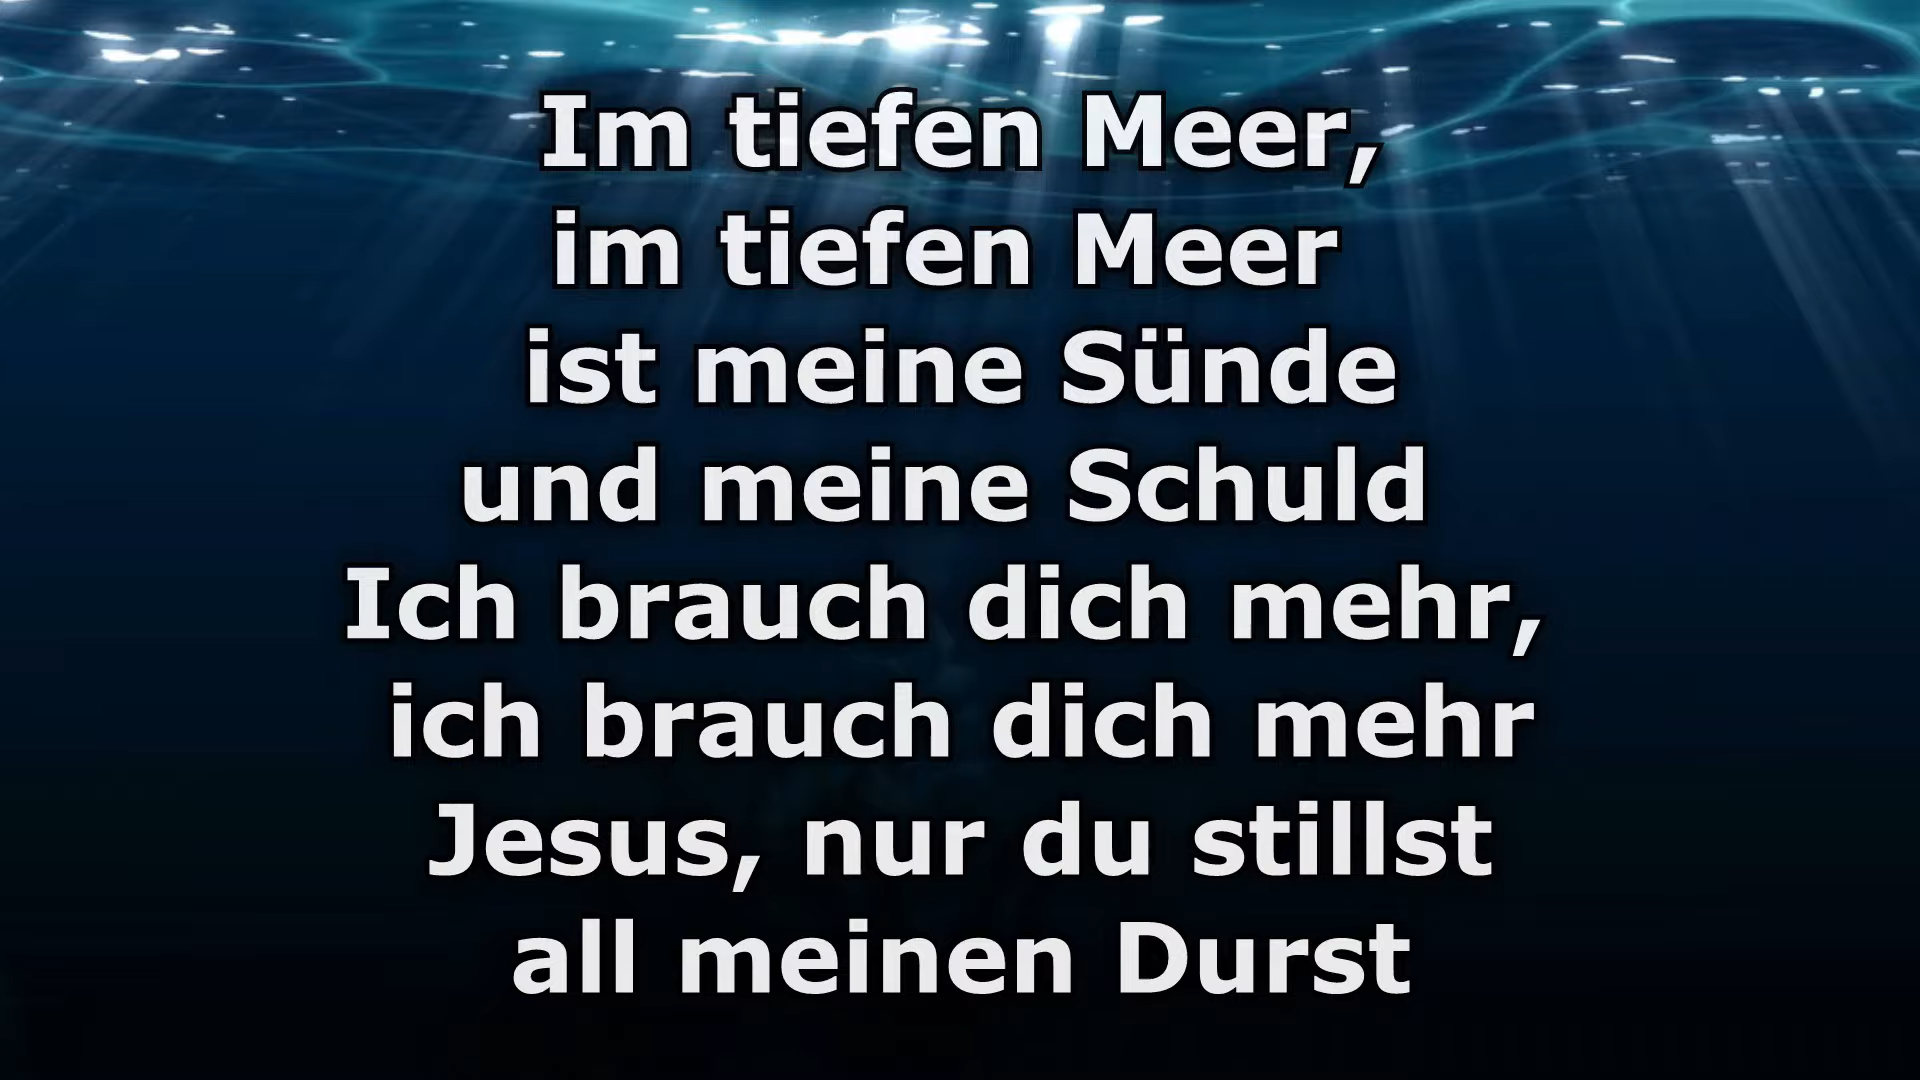 Im tiefen Meer,
im tiefen Meer
ist meine Sünde
und meine Schuld
Ich brauch dich mehr,
ich brauch dich mehr
Jesus, nur du stillst
all meinen Durst